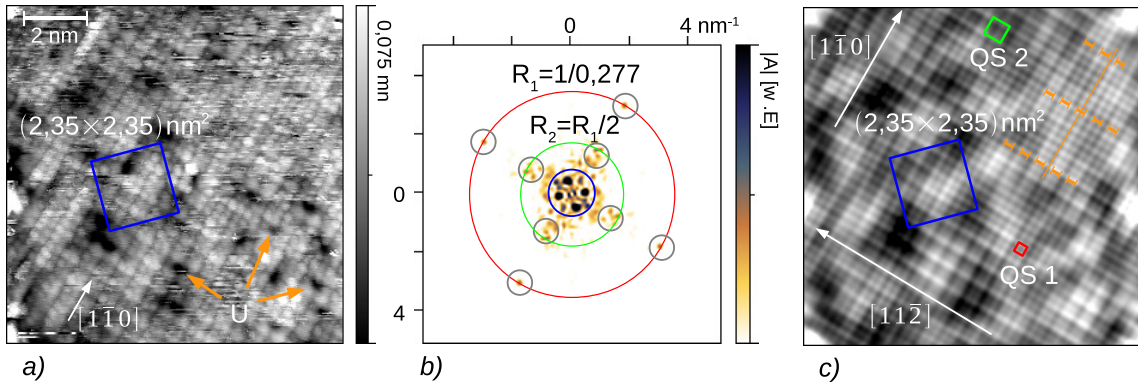 2 nm
(2,35×2,35)nm²
[11̅0]
U
a)
0,075 nm
0 4 nm⁻¹
R₁=1/0,277
R₂=R₁/2
0
4
b)
|A| [w .E]
[11̅0]
QS 2
(2,35×2,35)nm²
QS 1
[112̅]
c)